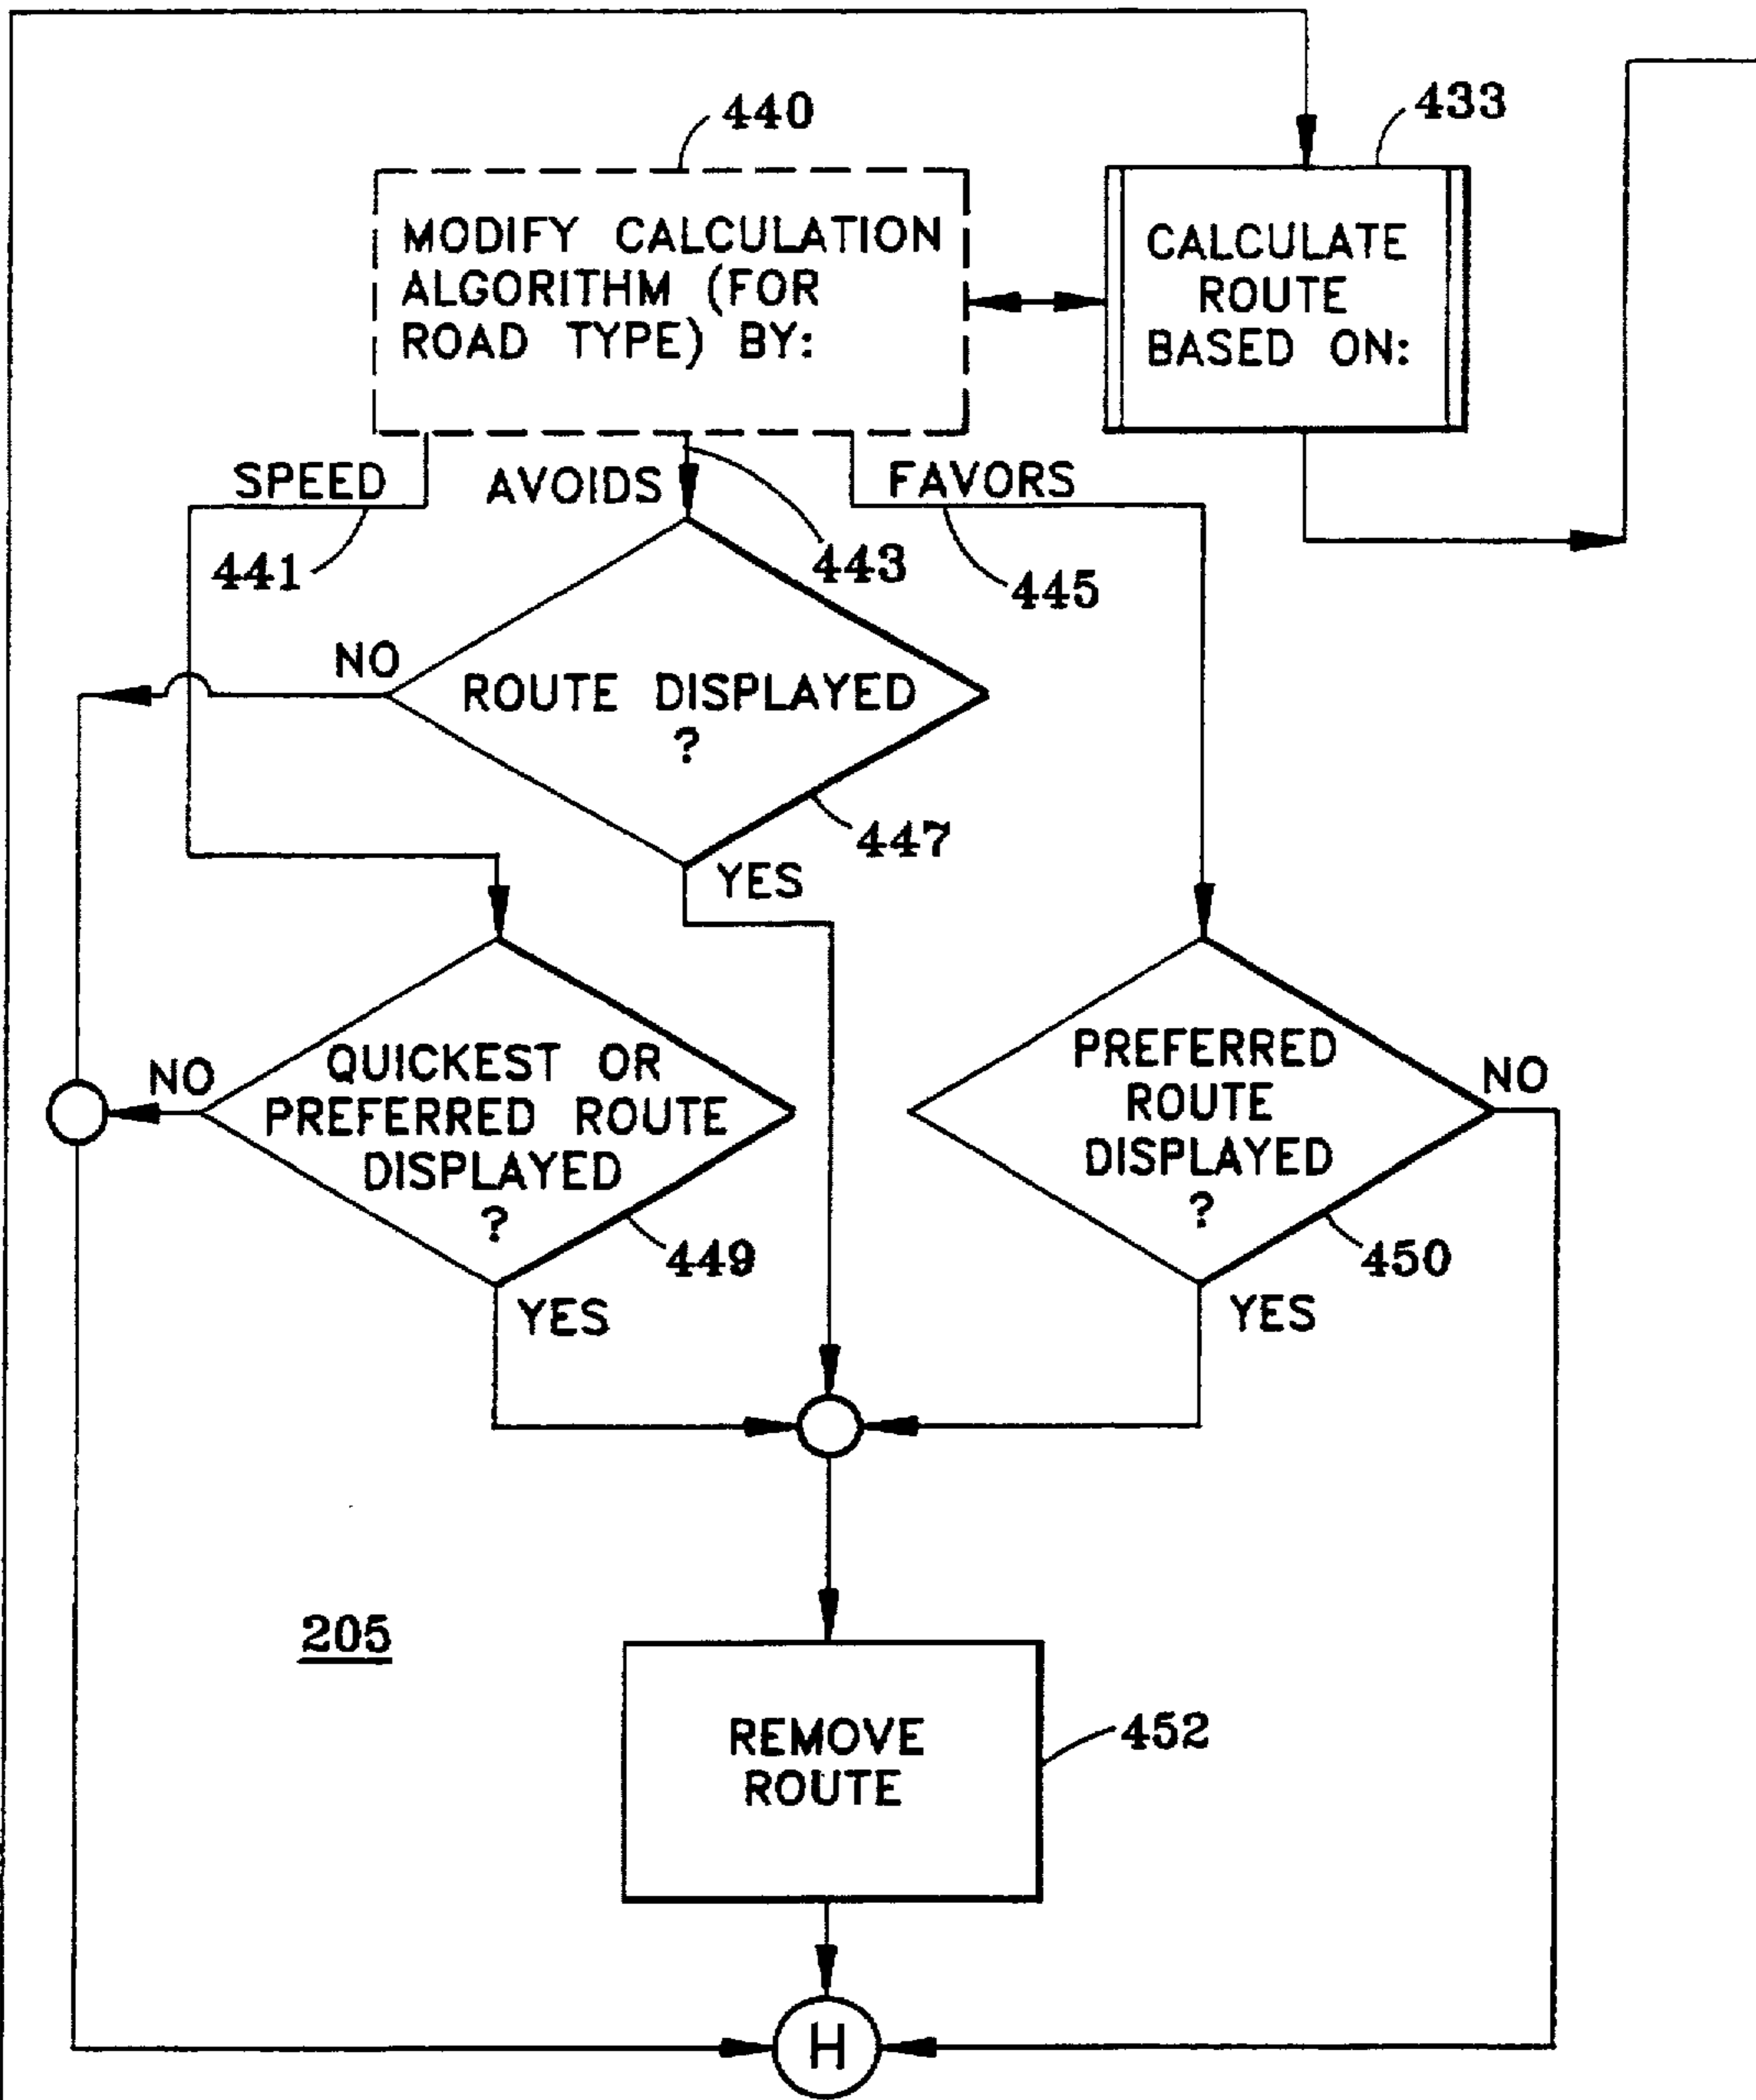 440
433
MODIFY CALCULATION
ALGORITHM (FOR
ROAD TYPE) BY:
CALCULATE
ROUTE
BASED ON:
SPEED
AVOIDS
FAVORS
441
443
445
NO
ROUTE DISPLAYED
?
447
YES
NO
QUICKEST OR
PREFERRED ROUTE
DISPLAYED
?
449
YES
PREFERRED
ROUTE
DISPLAYED
?
NO
450
YES
205
REMOVE
ROUTE
452
H